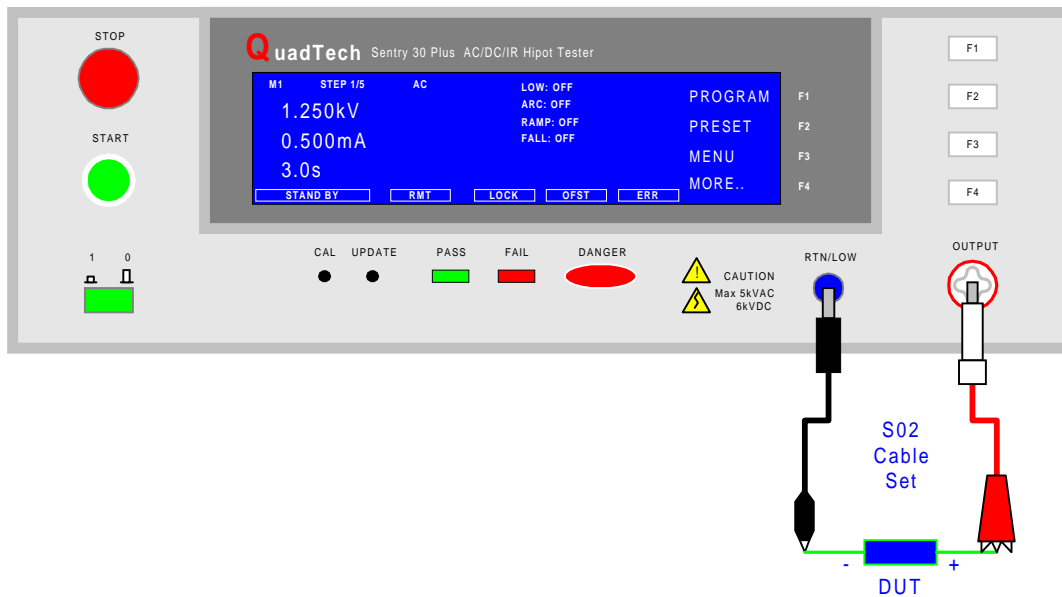 STOP
START
1 0
QuadTech Sentry 30 Plus AC/DC/IR Hipot Tester
M1 STEP 1/5 AC
1.250kV
0.500mA
3.0s
LOW: OFF
ARC: OFF
RAMP: OFF
FALL: OFF
PROGRAM F1
PRESET F2
MENU F3
MORE.. F4
STAND BY RMT LOCK OFST ERR
F1
F2
F3
F4
CAL UPDATE PASS FAIL DANGER
CAUTION
Max 5kVAC
6kVDC
RTN/LOW
OUTPUT
S02
Cable
Set
- +
DUT